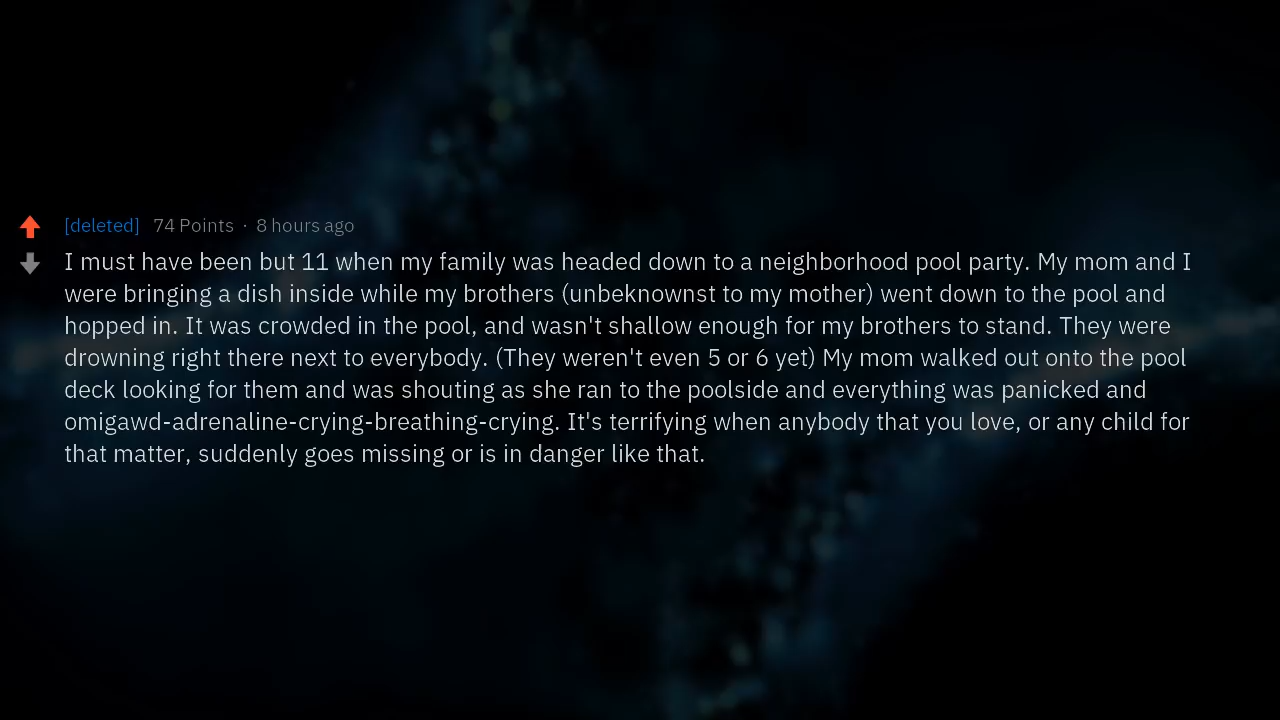 [deleted] 74 Points · 8 hours ago
I must have been but 11 when my family was headed down to a neighborhood pool party. My mom and I
were bringing a dish inside while my brothers (unbeknownst to my mother) went down to the pool and
hopped in. It was crowded in the pool, and wasn't shallow enough for my brothers to stand. They were
drowning right there next to everybody. (They weren't even 5 or 6 yet) My mom walked out onto the pool
deck looking for them and was shouting as she ran to the poolside and everything was panicked and
omigawd-adrenaline-crying-breathing-crying. It's terrifying when anybody that you love, or any child for
that matter, suddenly goes missing or is in danger like that.